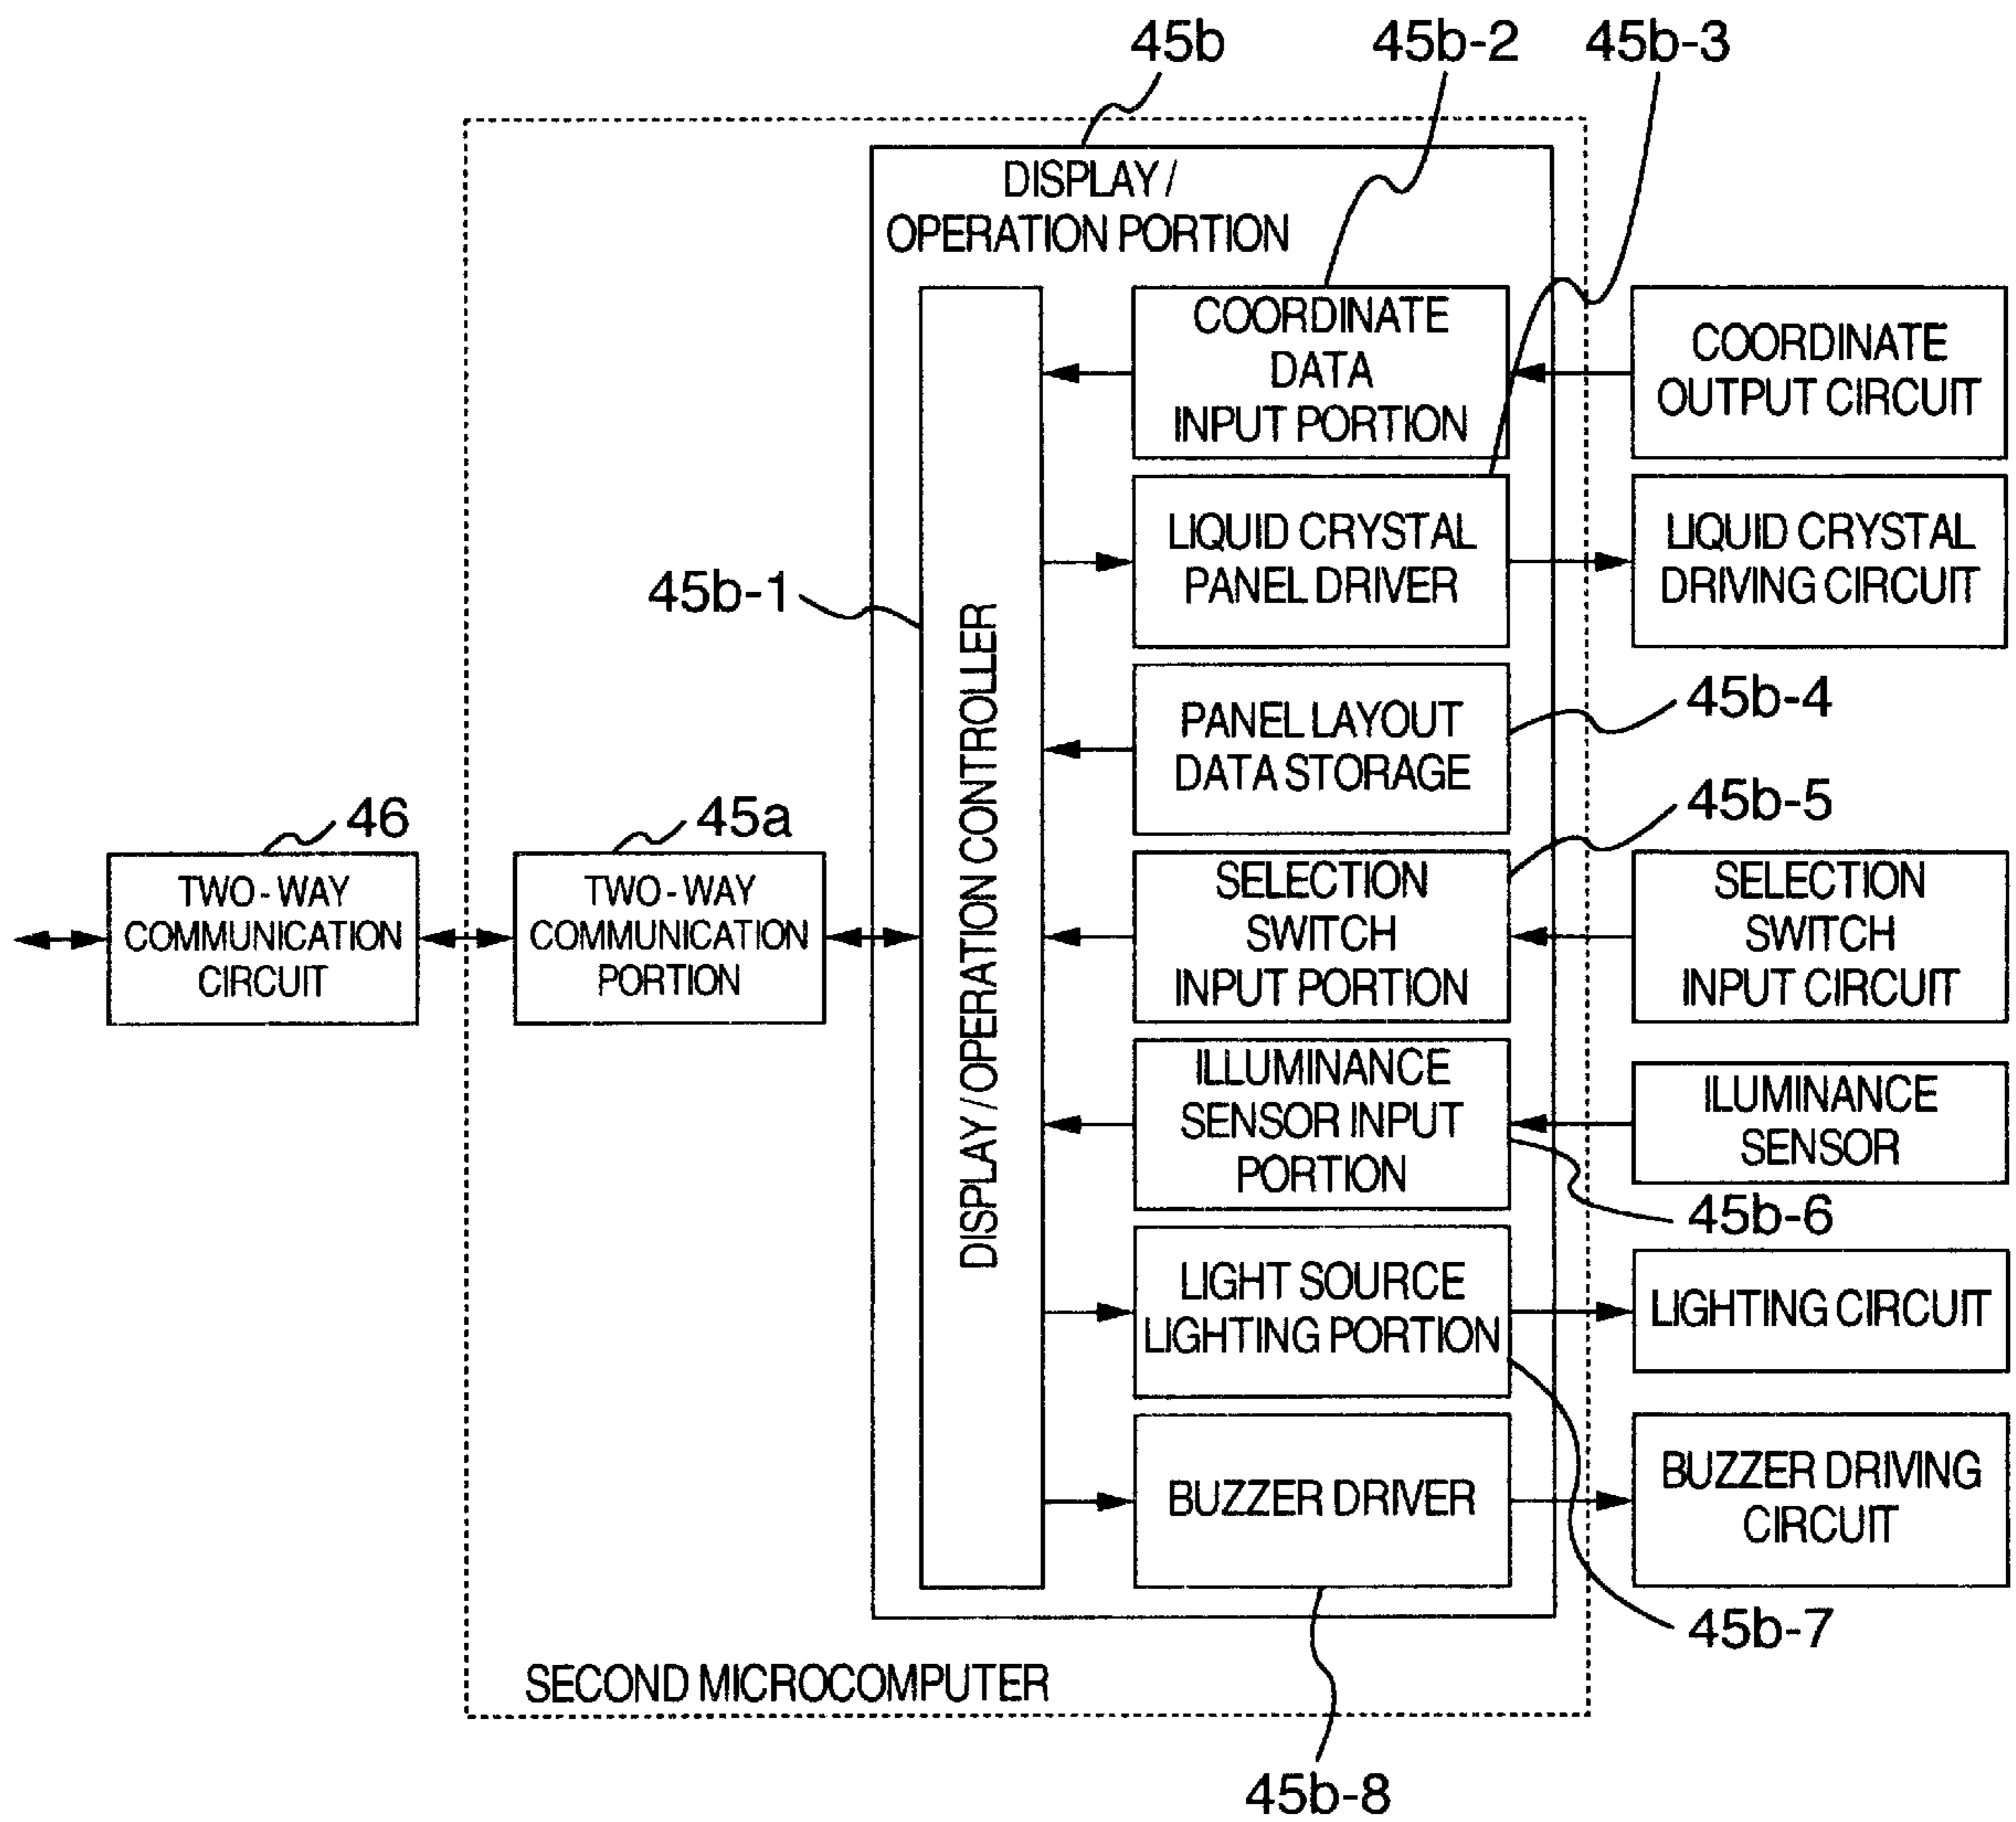 45b
45b-2
45b-3
DISPLAY /
OPERATION PORTION
COORDINATE
DATA
INPUT PORTION
COORDINATE
OUTPUT CIRCUIT
LIQUID CRYSTAL
PANEL DRIVER
LIQUID CRYSTAL
DRIVING CIRCUIT
45b-1
DISPLAY / OPERATION CONTROLLER
PANEL LAYOUT
DATA STORAGE
45b-4
45b-5
46
45a
TWO-WAY
COMMUNICATION
CIRCUIT
TWO-WAY
COMMUNICATION
PORTION
SELECTION
SWITCH
INPUT PORTION
SELECTION
SWITCH
INPUT CIRCUIT
ILLUMINANCE
SENSOR INPUT
PORTION
ILUMINANCE
SENSOR
45b-6
LIGHT SOURCE
LIGHTING PORTION
LIGHTING CIRCUIT
BUZZER DRIVER
BUZZER DRIVING
CIRCUIT
45b-7
SECOND MICROCOMPUTER
45b-8